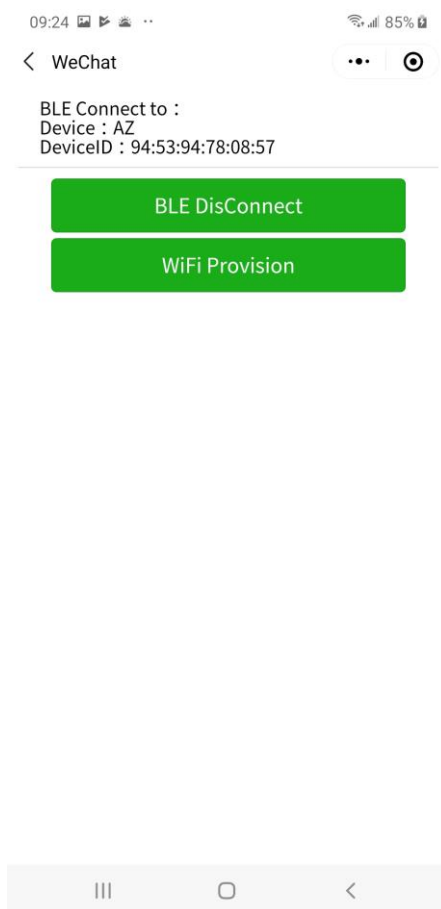 09:24
85%
WeChat
BLE Connect to：
Device：AZ
DeviceID：94:53:94:78:08:57
BLE DisConnect
WiFi Provision